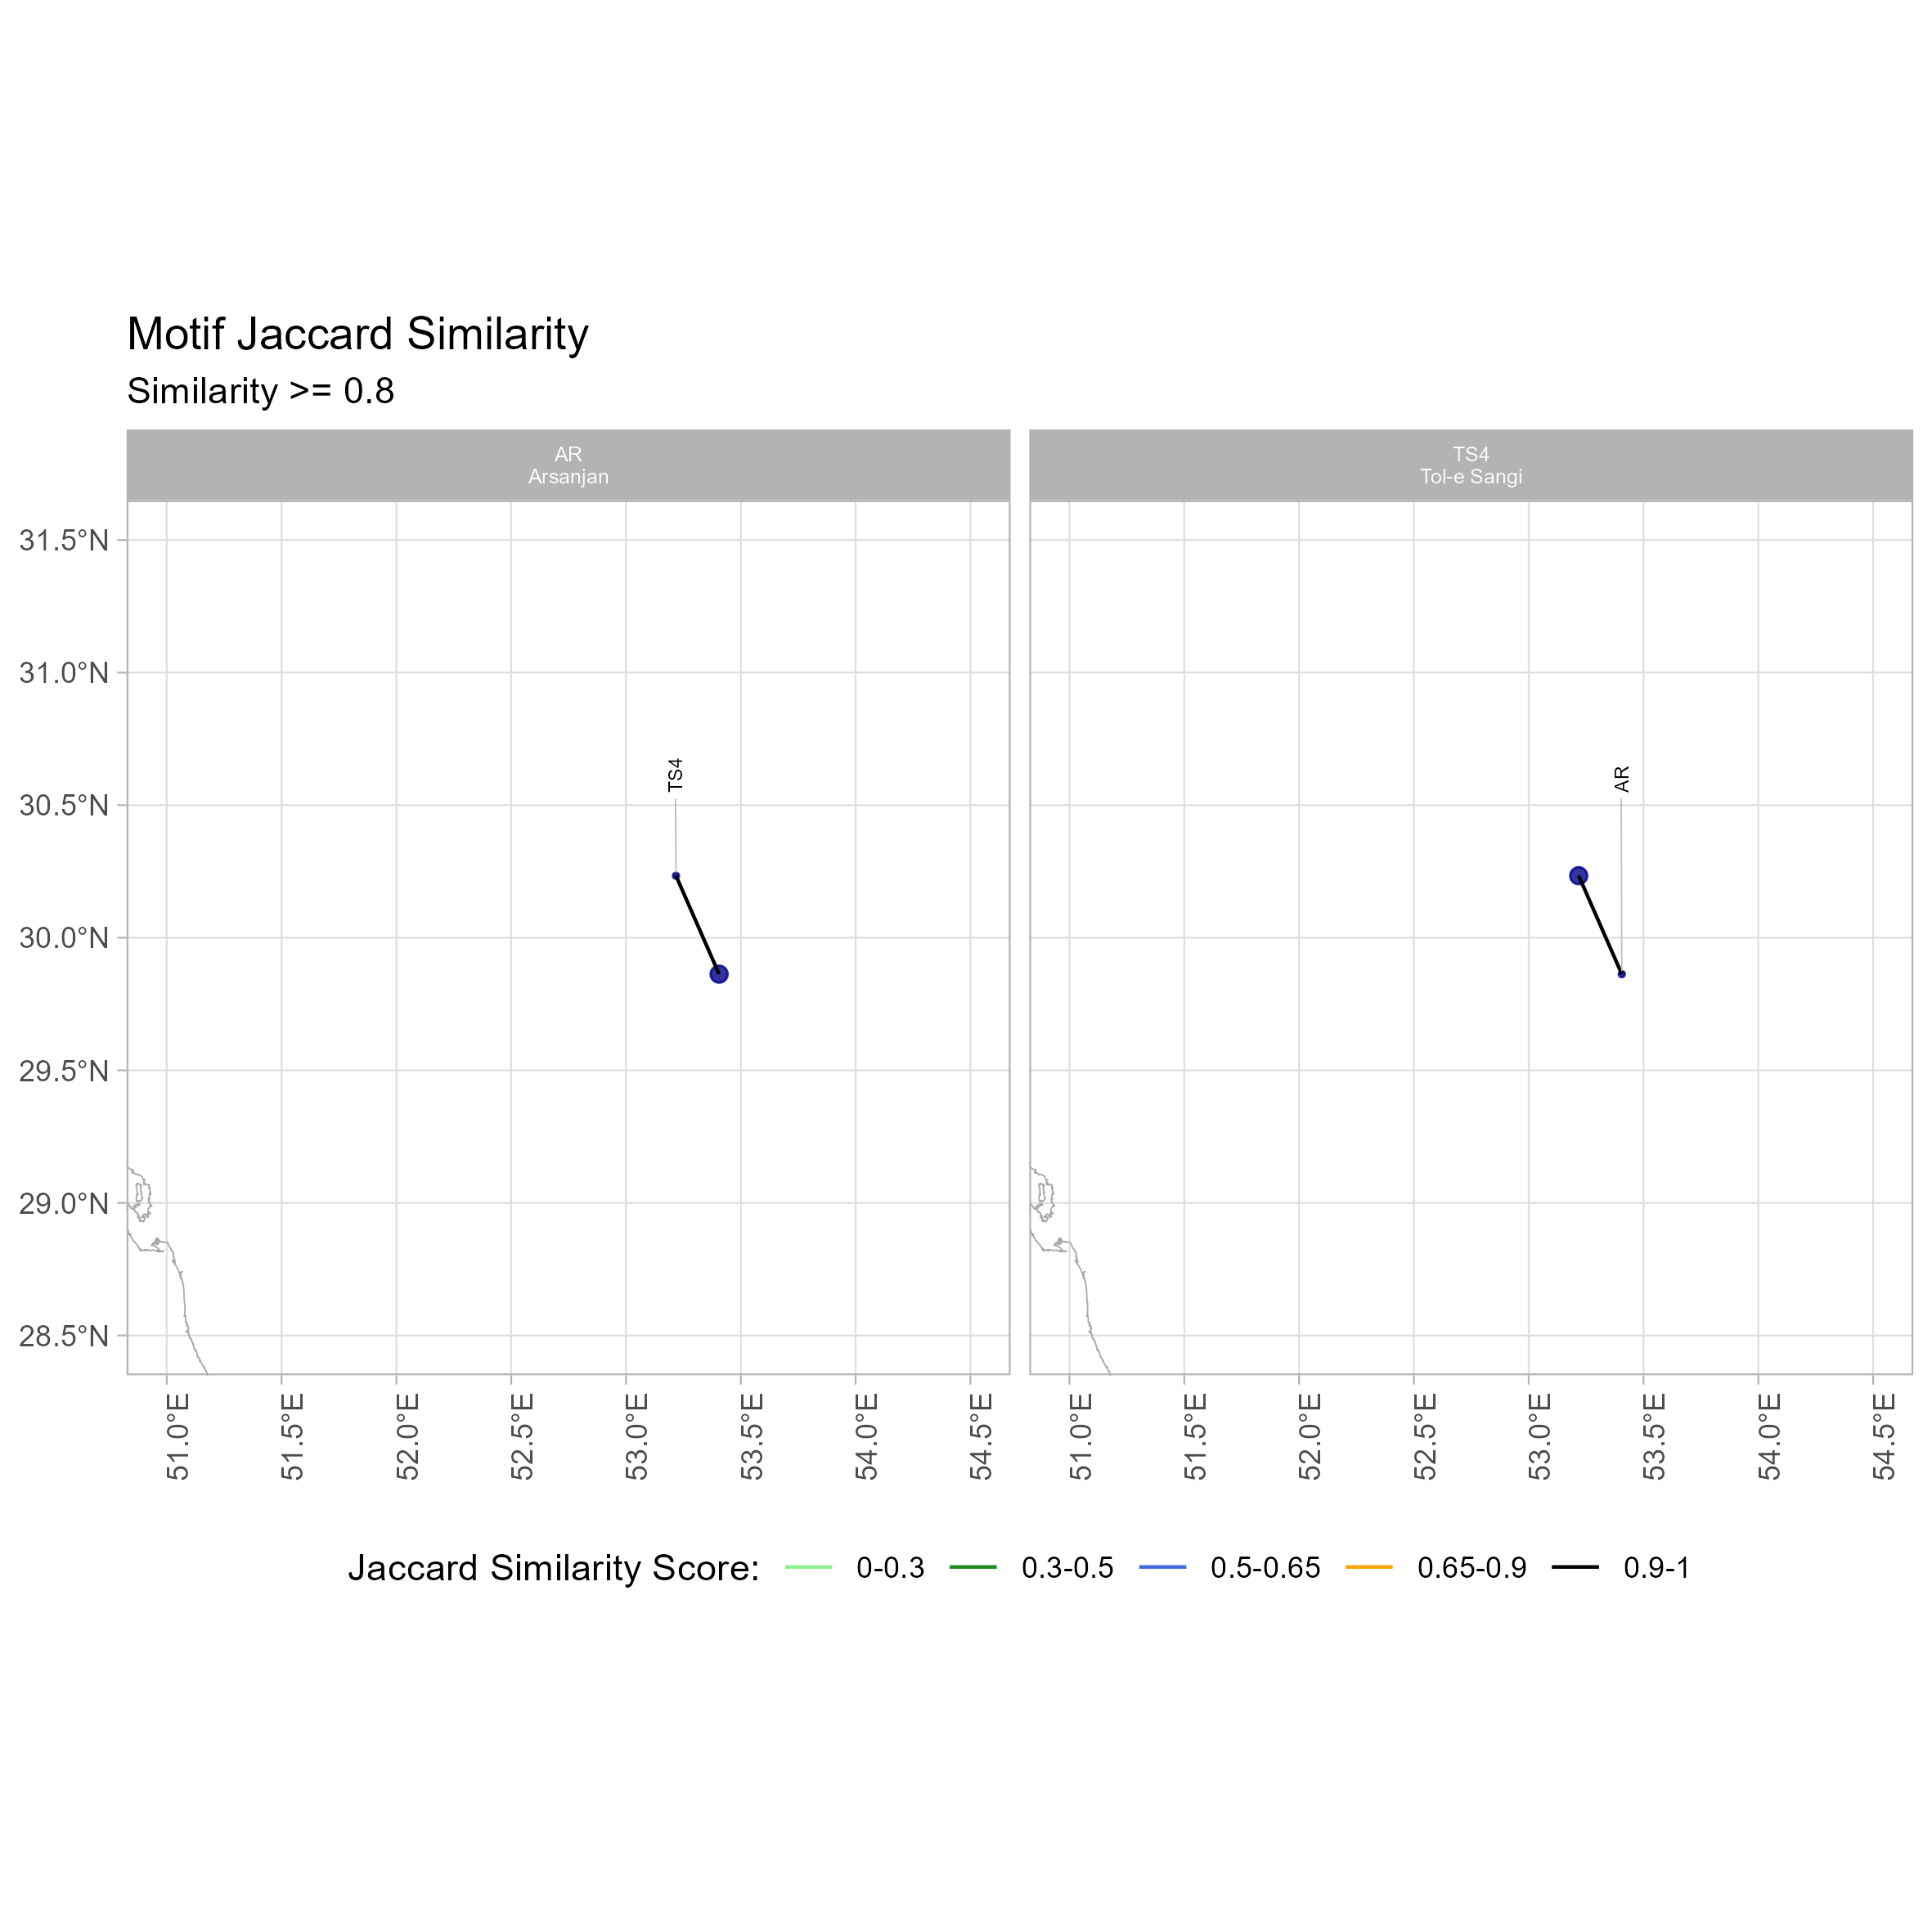 Motif Jaccard Similarity
Similarity >= 0.8
AR
Arsanjan
TS4
Tol-e Sangi
31.5°N
31.0°N
30.5°N
30.0°N
29.5°N
29.0°N
28.5°N
TS4
AR
51.0°E 51.5°E 52.0°E 52.5°E 53.0°E 53.5°E 54.0°E 54.5°E
51.0°E 51.5°E 52.0°E 52.5°E 53.0°E 53.5°E 54.0°E 54.5°E
Jaccard Similarity Score: 0-0.3 0.3-0.5 0.5-0.65 0.65-0.9 0.9-1